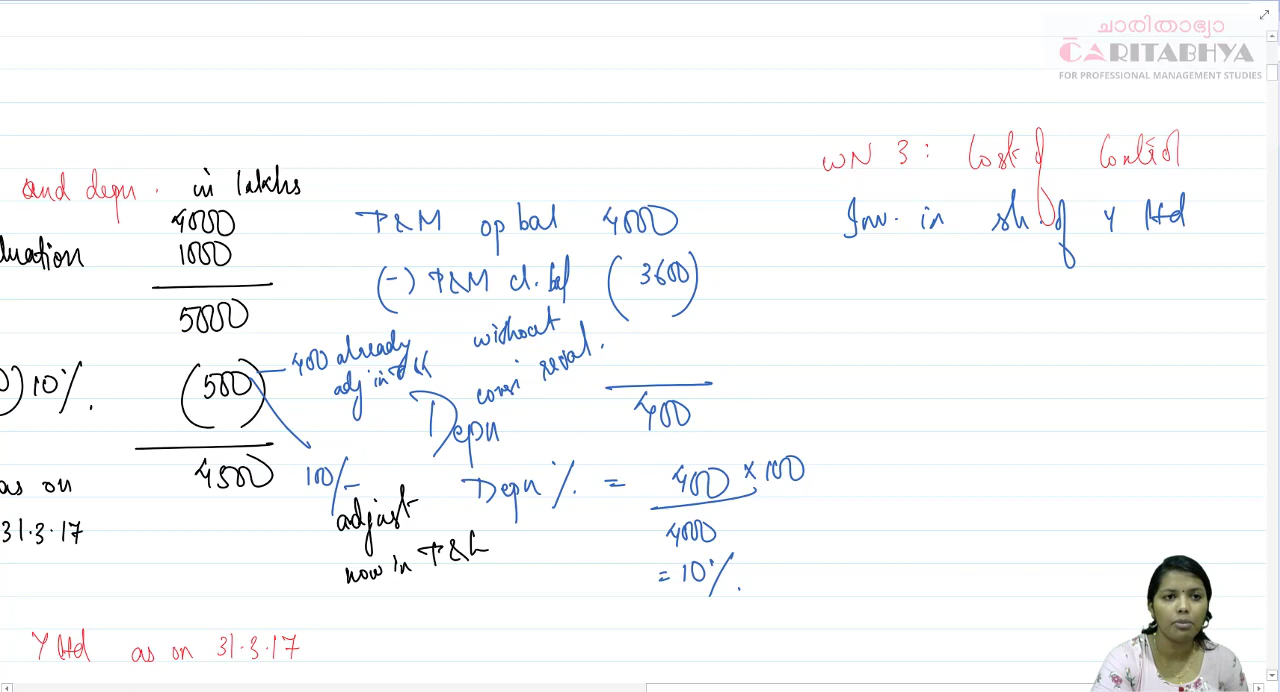 ചാരിതാഭ്യാ
CARITABHYA
FOR PROFESSIONAL MANAGEMENT STUDIES
WN 3 : Cost of Control
Inv. in sh. of Y ltd
and depn. in lakhs
4000
uation 1000
5000
) 10%. (500)
4500
as on
31.3.17
400 already
adj in
100/-
adjust
now in P&L
P&M op bal 4000
(-) P&M cl. bal (3600)
without
consi reval.
Depn 400
Depn % = 400 × 100
4000
= 10%.
Y ltd as on 31.3.17